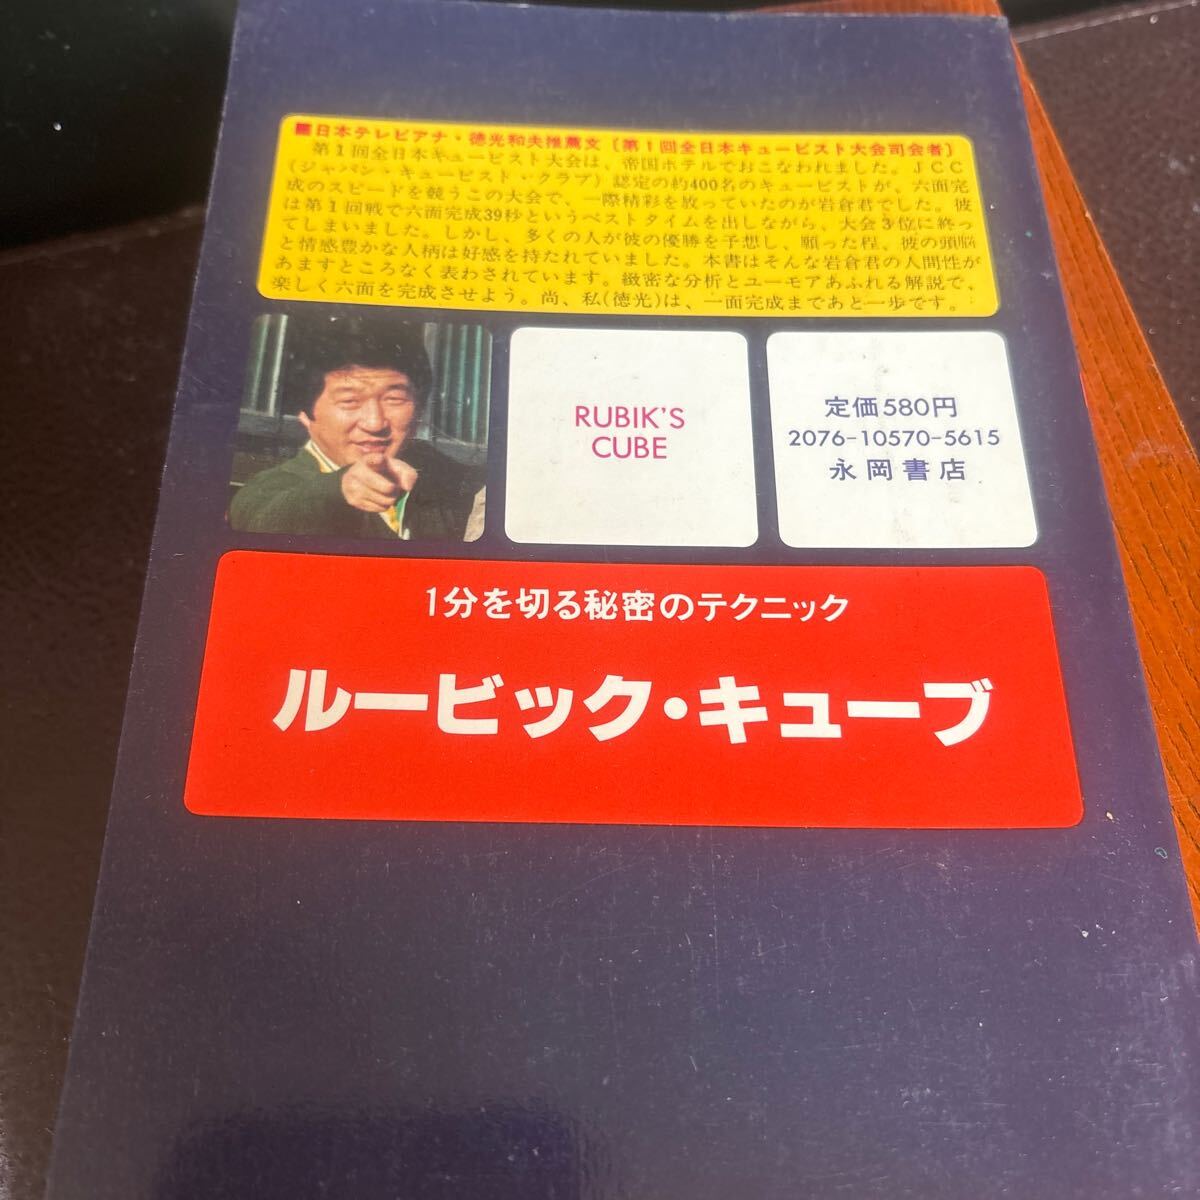 ■日本テレビアナ・徳光和夫推薦文〔第1回全日本キュービスト大会司会者〕
第1回全日本キュービスト大会は、帝国ホテルでおこなわれました。JCC
(ジャパン・キュービスト・クラブ)認定の約400名のキュービストが、六面完
成のスピードを競うこの大会で、一際精彩を放っていたのが岩倉君でした。彼
は第1回戦で六面完成39秒というベストタイムを出しながら、大会3位に終っ
てしまいました。しかし、多くの人が彼の優勝を予想し、願った程、彼の頭脳
と情感豊かな人柄は好感を持たれていました。本書はそんな岩倉君の人間性が
あますところなく表わされています。緻密な分析とユーモアあふれる解説で、
楽しく六面を完成させよう。尚、私(徳光)は、一面完成まであと一歩です。
RUBIK'S
CUBE
定価580円
2076-10570-5615
永岡書店
1分を切る秘密のテクニック
ルービック・キューブ